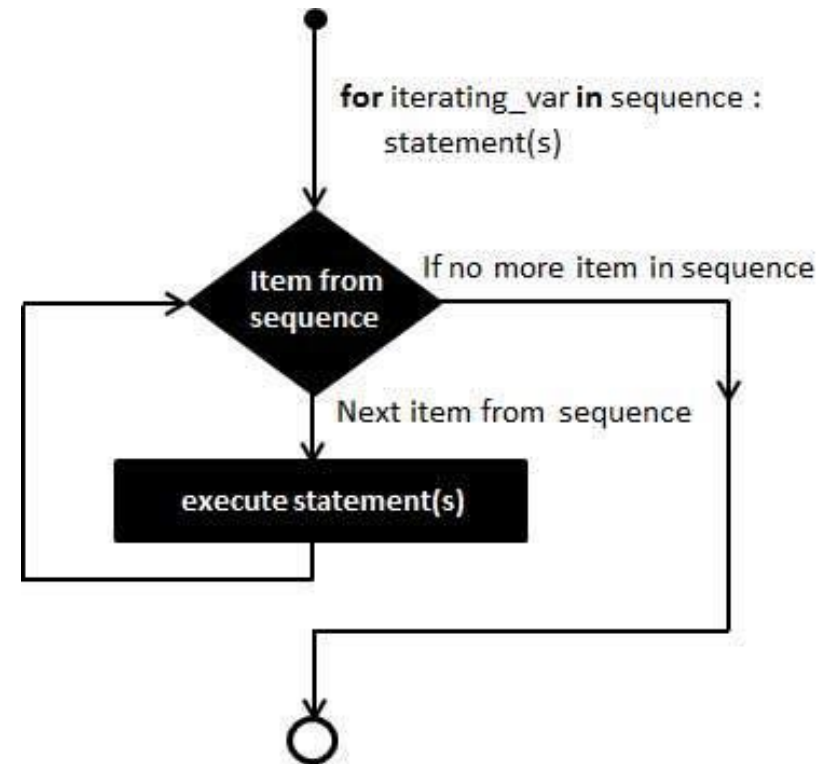 for iterating_var in sequence :
statement(s)
If no more item in sequence
Item from
sequence
Next item from sequence
execute statement(s)